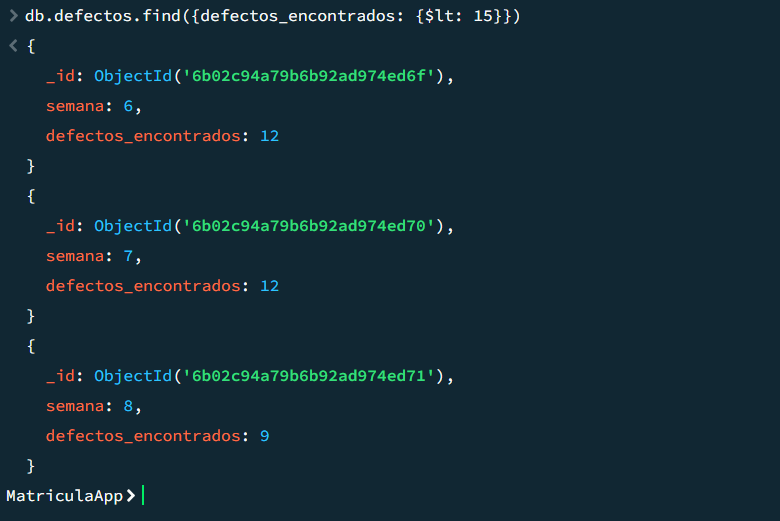 > db.defectos.find({defectos_encontrados: {$lt: 15}})
< {
_id: ObjectId('6b02c94a79b6b92ad974ed6f'),
semana: 6,
defectos_encontrados: 12
}
{
_id: ObjectId('6b02c94a79b6b92ad974ed70'),
semana: 7,
defectos_encontrados: 12
}
{
_id: ObjectId('6b02c94a79b6b92ad974ed71'),
semana: 8,
defectos_encontrados: 9
}
MatriculaApp>